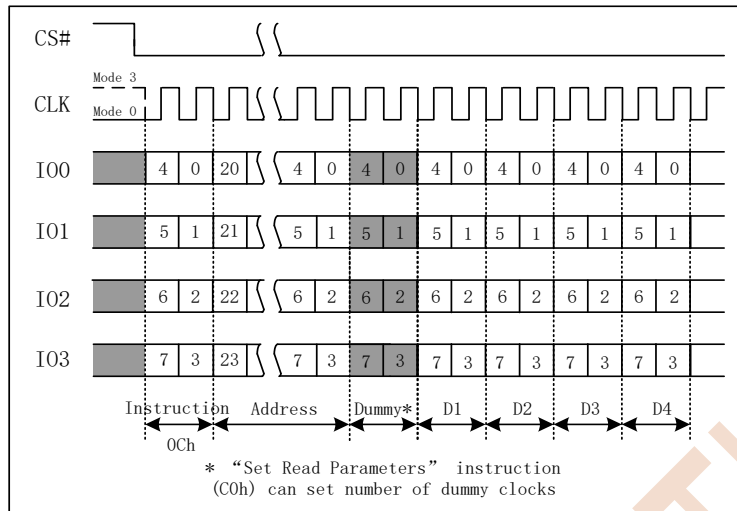 CS#
Mode 3
CLK
Mode 0
IO0 4 0 20 4 0 4 0 4 0 4 0 4 0 4 0
IO1 5 1 21 5 1 5 1 5 1 5 1 5 1 5 1
IO2 6 2 22 6 2 6 2 6 2 6 2 6 2 6 2
IO3 7 3 23 7 3 7 3 7 3 7 3 7 3 7 3
Instruction Address Dummy* D1 D2 D3 D4
0Ch
* “Set Read Parameters” instruction
(C0h) can set number of dummy clocks